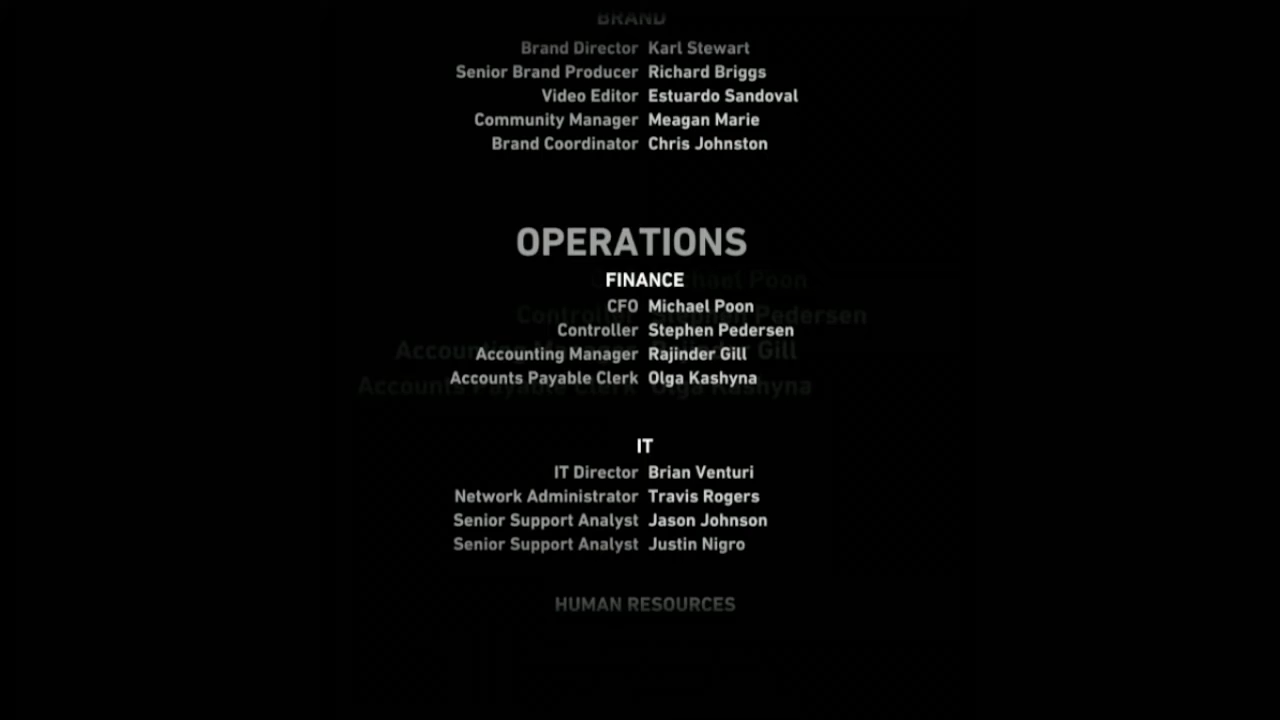 BRAND
Brand Director Karl Stewart
Senior Brand Producer Richard Briggs
Video Editor Estuardo Sandoval
Community Manager Meagan Marie
Brand Coordinator Chris Johnston
OPERATIONS
FINANCE
CFO Michael Poon
Controller Stephen Pedersen
Accounting Manager Rajinder Gill
Accounts Payable Clerk Olga Kashyna
IT
IT Director Brian Venturi
Network Administrator Travis Rogers
Senior Support Analyst Jason Johnson
Senior Support Analyst Justin Nigro
HUMAN RESOURCES